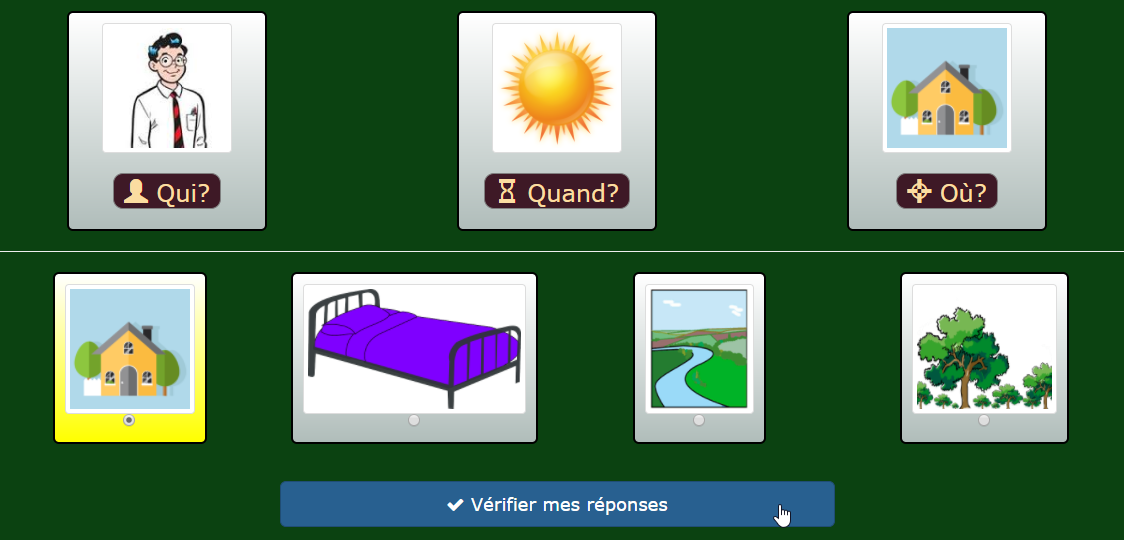 Qui?
Quand?
Où?
Vérifier mes réponses